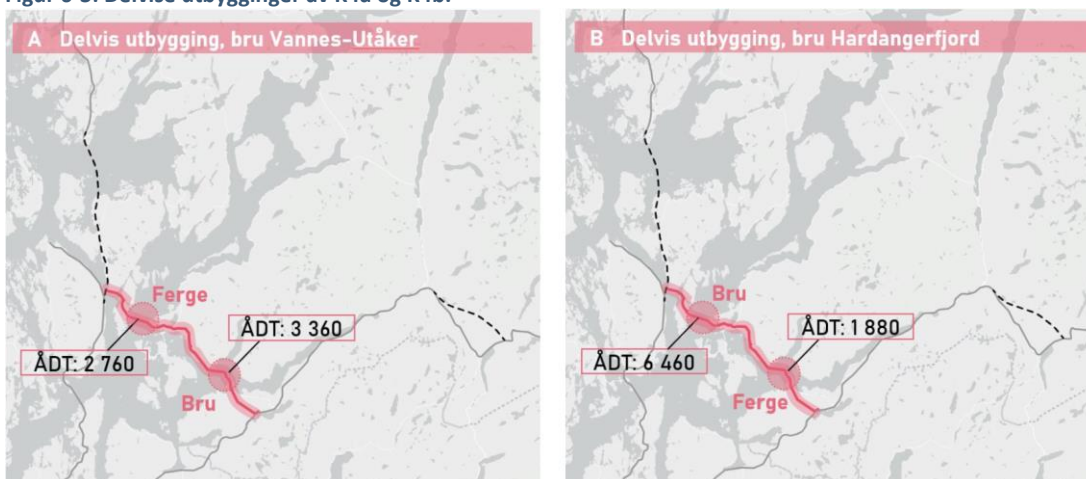 A Delvis utbygging, bru Vannes-Utåker
Ferge
ÅDT: 3 360
ÅDT: 2 760
Bru
B Delvis utbygging, bru Hardangerfjord
Bru
ÅDT: 1 880
ÅDT: 6 460
Ferge